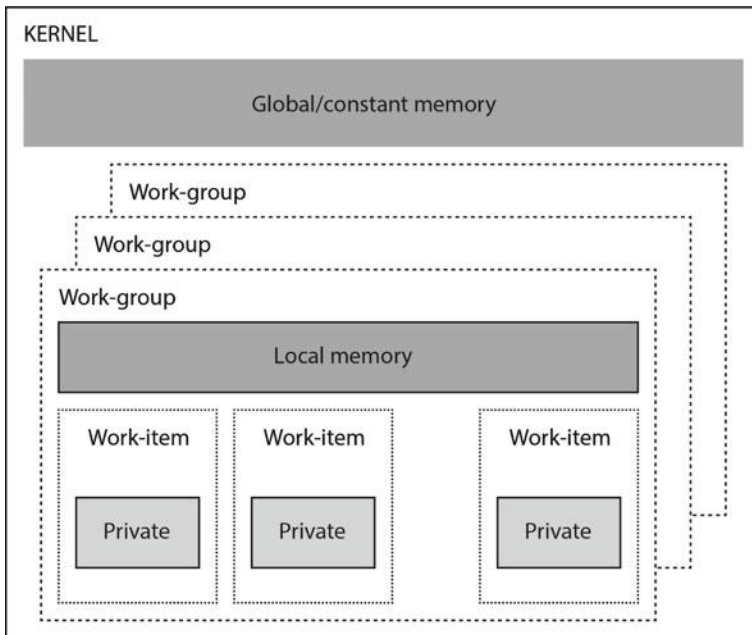 KERNEL
Global/constant memory
Work-group
Work-group
Work-group
Local memory
Work-item
Work-item
Work-item
Private
Private
Private